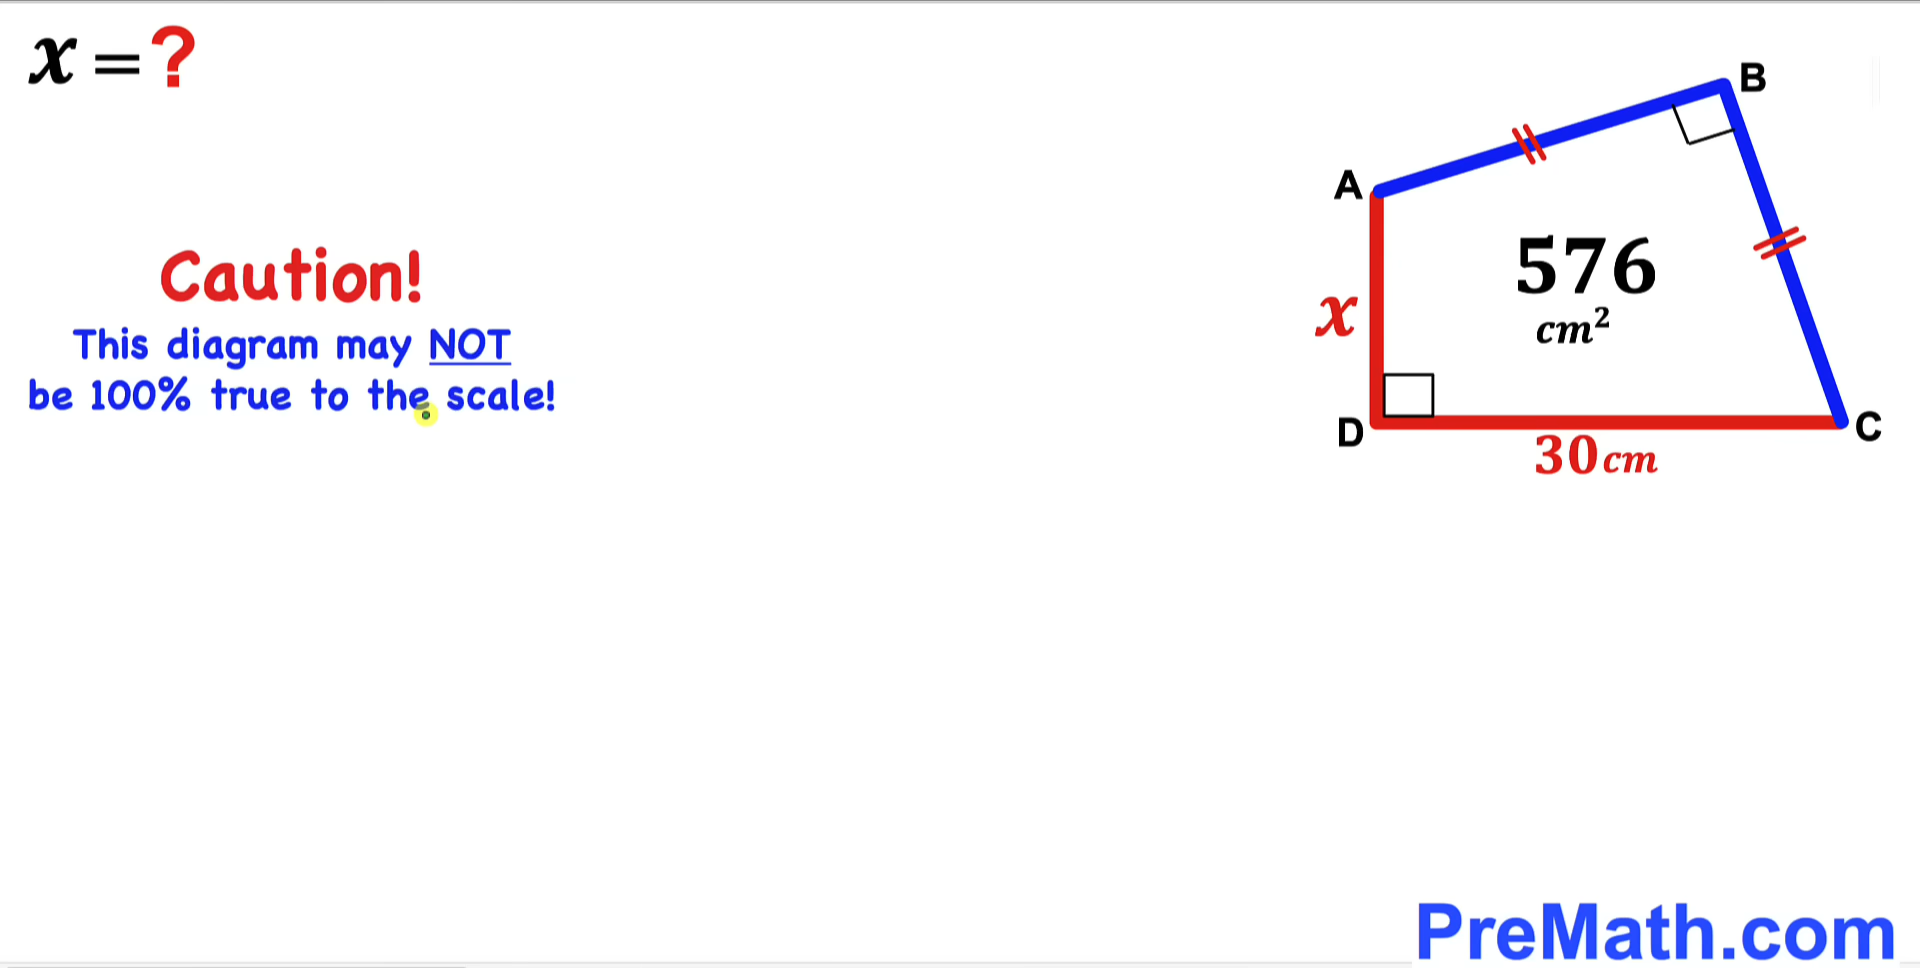 x = ?
B
A
576
cm²
Caution!
x
This diagram may NOT
be 100% true to the scale!
D
C
30cm
PreMath.com